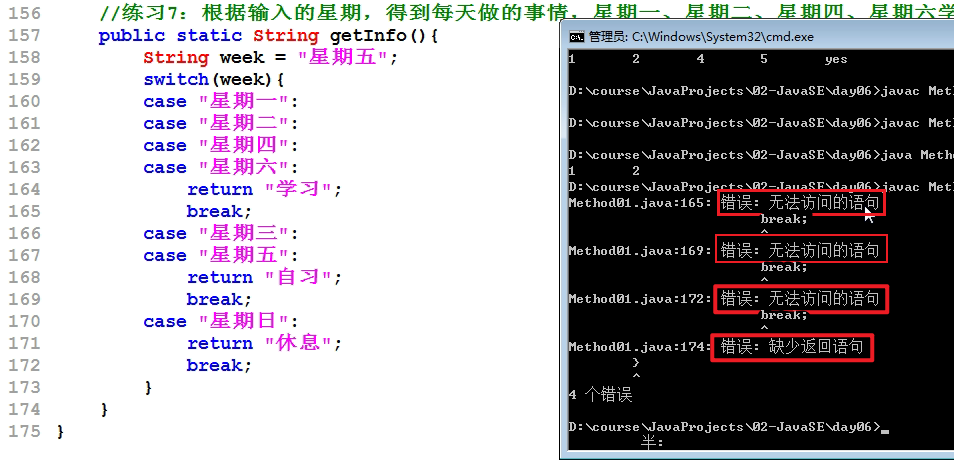 156 //练习7：根据输入的星期，得到每天做的事情，星期一、星期二、星期四、星期六学
157 public static String getInfo(){
158 String week = "星期五";
159 switch(week){
160 case "星期一":
161 case "星期二":
162 case "星期四":
163 case "星期六":
164 return "学习";
165 break;
166 case "星期三":
167 case "星期五":
168 return "自习";
169 break;
170 case "星期日":
171 return "休息";
172 break;
173 }
174 }
175 }
管理员: C:\Windows\System32\cmd.exe
1 2 4 5 yes
D:\course\JavaProjects\02-JavaSE\day06>javac Met
D:\course\JavaProjects\02-JavaSE\day06>javac Met
D:\course\JavaProjects\02-JavaSE\day06>java Metho
1 2
D:\course\JavaProjects\02-JavaSE\day06>javac Met
Method01.java:165: 错误: 无法访问的语句
break;
^
Method01.java:169: 错误: 无法访问的语句
break;
^
Method01.java:172: 错误: 无法访问的语句
break;
^
Method01.java:174: 错误: 缺少返回语句
}
^
4 个错误
D:\course\JavaProjects\02-JavaSE\day06>_
半: